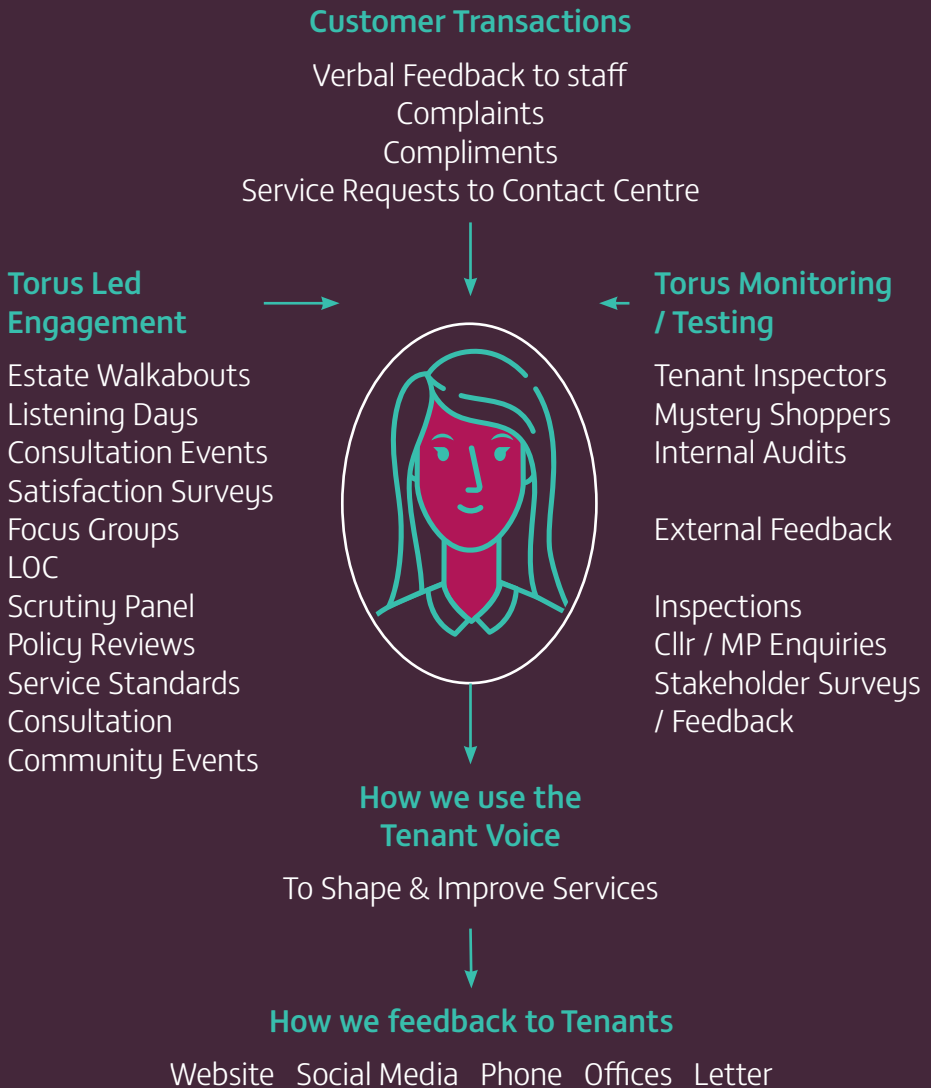 Customer Transactions
Verbal Feedback to staff
Complaints
Compliments
Service Requests to Contact Centre
Torus Led
Engagement
Estate Walkabouts
Listening Days
Consultation Events
Satisfaction Surveys
Focus Groups
LOC
Scrutiny Panel
Policy Reviews
Service Standards
Consultation
Community Events
Torus Monitoring
/ Testing
Tenant Inspectors
Mystery Shoppers
Internal Audits
External Feedback
Inspections
Cllr / MP Enquiries
Stakeholder Surveys
/ Feedback
How we use the
Tenant Voice
To Shape & Improve Services
How we feedback to Tenants
Website Social Media Phone Offices Letter